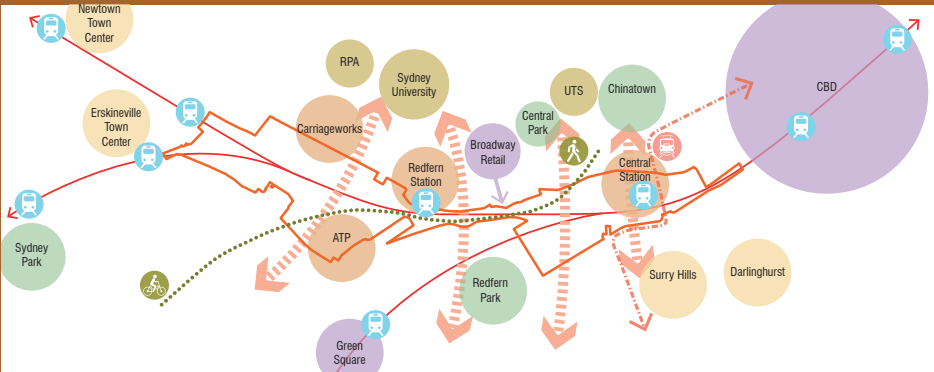 Newtown
Town
Center
RPA
Sydney
University
UTS
Chinatown
CBD
Erskineville
Town
Center
Carriageworks
Central
Park
Broadway
Retail
Redfern
Station
Central
Station
Sydney
Park
ATP
Redfern
Park
Surry Hills
Darlinghurst
Green
Square